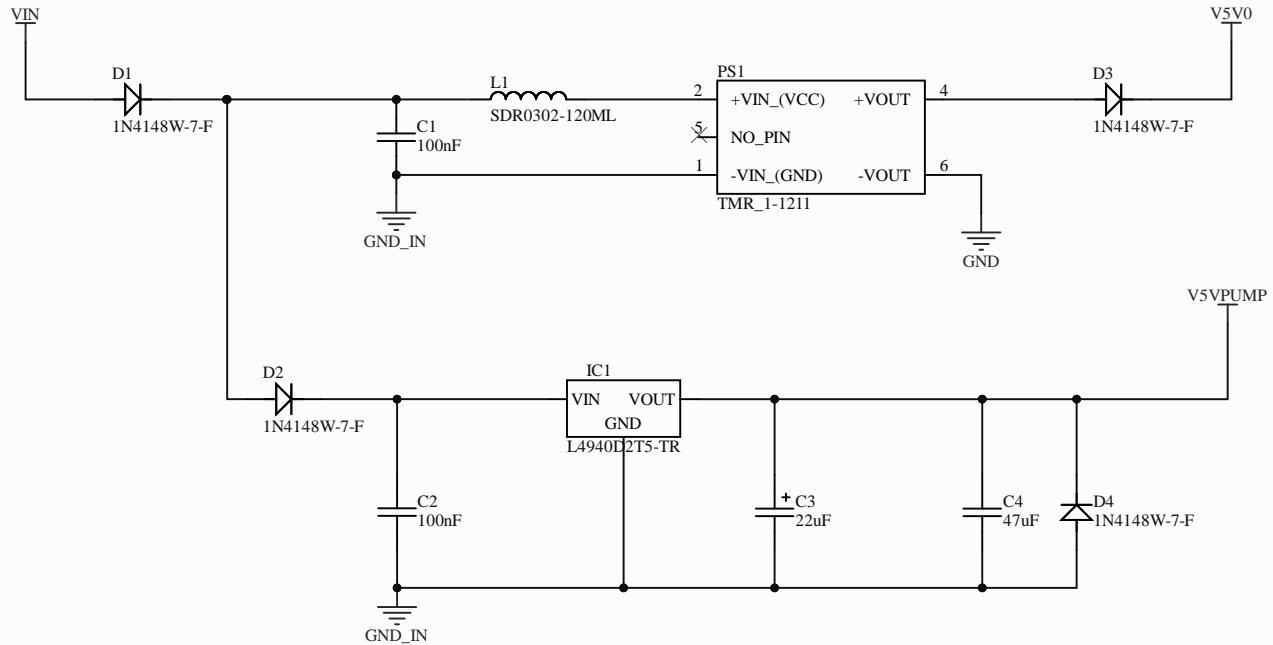 VIN
V5V0
D1
1N4148W-7-F
L1
SDR0302-120ML
C1
100nF
GND_IN
PS1
2
+VIN_(VCC)
+VOUT
4
5
NO_PIN
1
-VIN_(GND)
-VOUT
6
TMR_1-1211
D3
1N4148W-7-F
GND
V5VPUMP
D2
1N4148W-7-F
IC1
VIN
VOUT
GND
L4940D2T5-TR
C2
100nF
+
C3
22uF
C4
47uF
D4
1N4148W-7-F
GND_IN